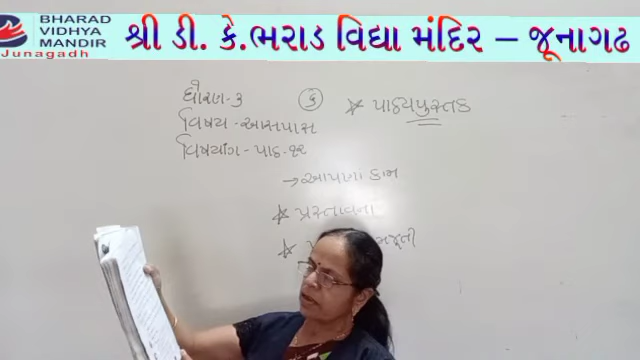 BHARAD
VIDHYA
MANDIR
Junagadh
શ્રી ડી. કે.ભરાડ વિદ્યા મંદિર – જૂનાગઢ
ધોરણ-૩
વિષય-આસપાસ
વિષયાંગ-પાઠ-૧૨
→આપણા કામ
★ પ્રસ્તાવના
★
★ પાઠ્યપુસ્તક